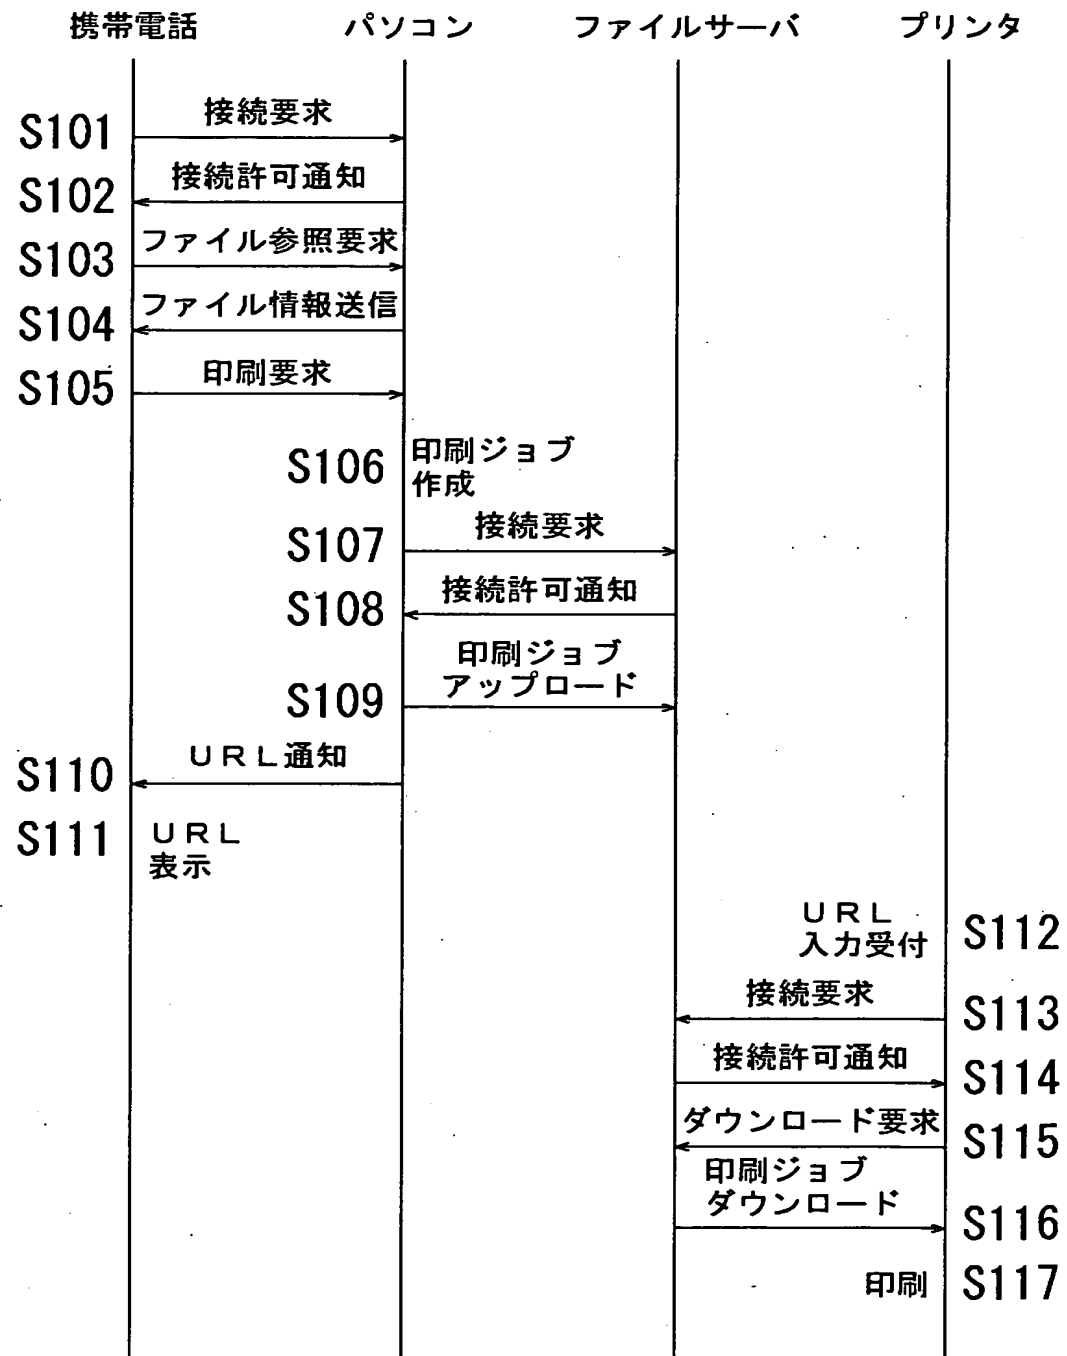 携帯電話 パソコン ファイルサーバ プリンタ
S101 接続要求
S102 接続許可通知
S103 ファイル参照要求
S104 ファイル情報送信
S105 印刷要求
S106 印刷ジョブ
作成
S107 接続要求
S108 接続許可通知
印刷ジョブ
S109 アップロード
S110 URL通知
S111 URL
表示
URL
入力受付 S112
接続要求 S113
接続許可通知 S114
ダウンロード要求 S115
印刷ジョブ
ダウンロード S116
印刷 S117